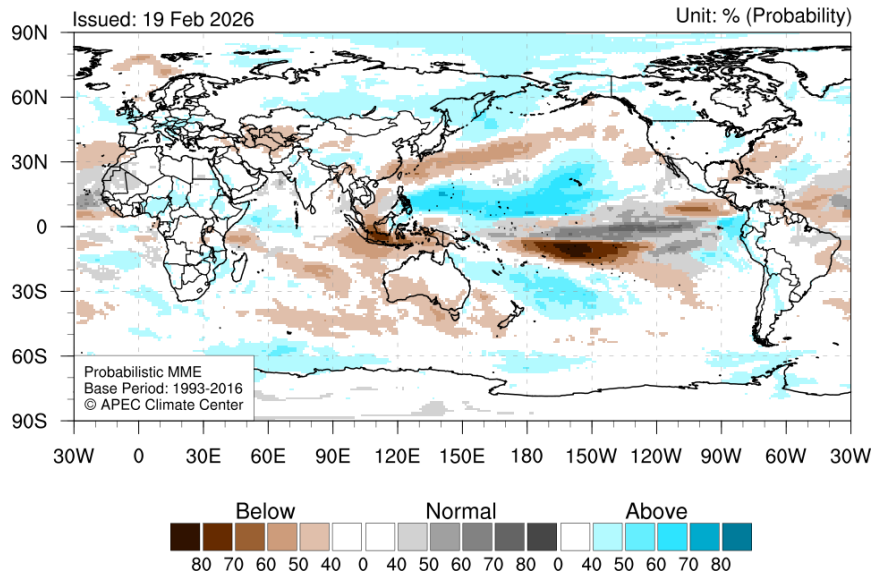 Issued: 19 Feb 2026
Unit: % (Probability)
90N
60N
30N
0
30S
60S
90S
Probabilistic MME
Base Period: 1993-2016
© APEC Climate Center
30W 0 30E 60E 90E 120E 150E 180 150W 120W 90W 60W 30W
Below Normal Above
80 70 60 50 40 0 40 50 60 70 80 0 40 50 60 70 80